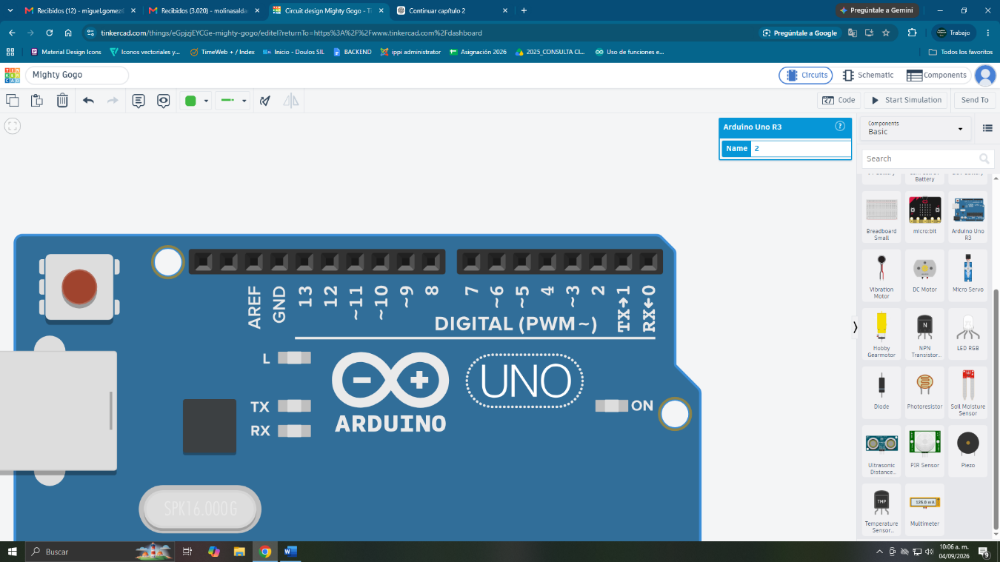 Recibidos (12) - miguel.gomez@
Recibidos (3.020) - molinasaldar
Circuit design Mighty Gogo - Ti
Continuar capítulo 2
Pregúntale a Gemini
tinkercad.com/things/eGpjzjEYCGe-mighty-gogo/editel?returnTo=https%3A%2F%2Fwww.tinkercad.com%2Fdashboard
Pregúntale a Google
Trabajo
Material Design Icons
Iconos vectoriales y...
TimeWeb + / Index
Inicio - Doulos SIL
BACKEND
ippi administrator
Asignación 2026
2025_CONSULTA CI...
Uso de funciones e...
Todos los favoritos
TIN
KER
CAD
Mighty Gogo
Circuits
Schematic
Components
Code
Start Simulation
Send To
Arduino Uno R3
?
Name
2
Components
Basic
Search
Battery
Breadboard
Small
micro:bit
Arduino Uno
R3
Vibration
Motor
DC Motor
Micro Servo
Hobby
Gearmotor
N
NPN
Transistor...
LED RGB
Diode
Photoresistor
Soil Moisture
Sensor
Ultrasonic
Distance...
PIR Sensor
Piezo
TMP
Temperature
Sensor...
125.0 mA
Multimeter
AREF
GND
13
12
~11
~10
~9
8
7
~6
~5
4
~3
2
TX→1
RX←0
DIGITAL (PWM~)
L
TX
RX
UNO
ON
ARDUINO
SPK16.000G
Buscar
10:06 a. m.
04/09/2026
9